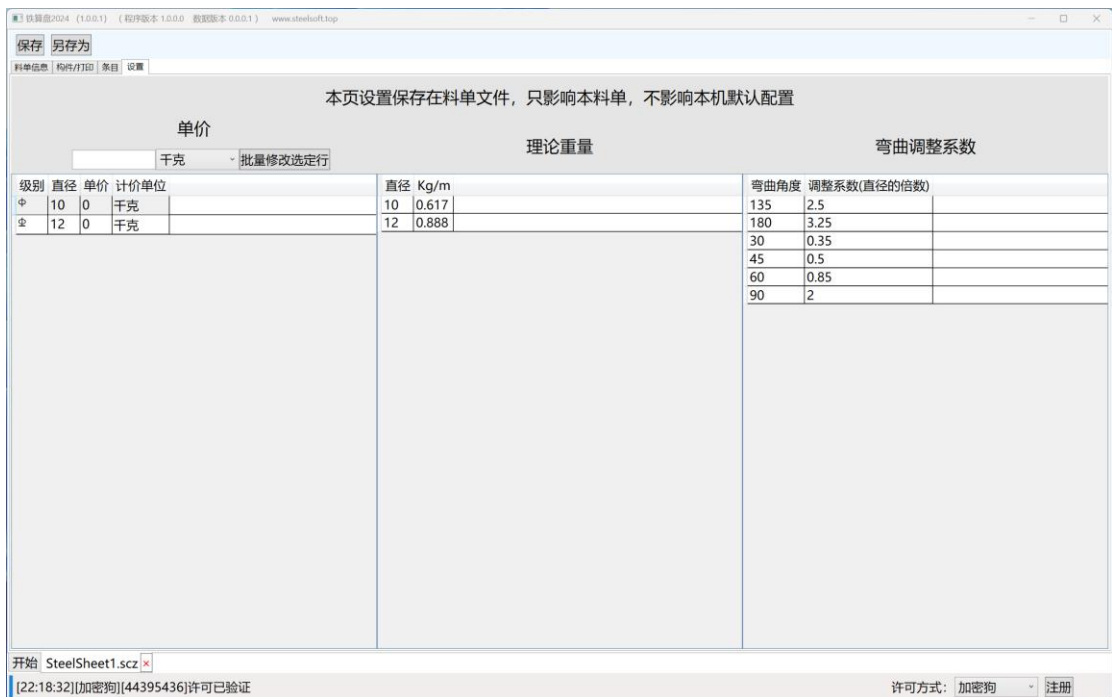 铁算盘2024 (1.0.0.1) (程序版本 1.0.0.0 数据版本 0.0.0.1) www.steelsoft.top
保存 另存为
料单信息 构件/打印 条目 设置
本页设置保存在料单文件，只影响本料单，不影响本机默认配置
单价
千克 批量修改选定行
理论重量
弯曲调整系数
级别 直径 单价 计价单位
10 0 千克
12 0 千克
直径 Kg/m
10 0.617
12 0.888
弯曲角度 调整系数(直径的倍数)
135 2.5
180 3.25
30 0.35
45 0.5
60 0.85
90 2
开始 SteelSheet1.scz
[22:18:32][加密狗][44395436]许可已验证
许可方式: 加密狗 注册